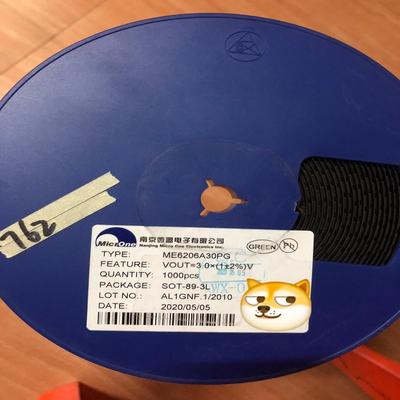 762
MicrOne
南京微盟电子有限公司
Nanjing Micro One Electronics Inc.
GREEN
Pb
TYPE: ME6206A30PG
FEATURE: VOUT=3.0×(1±2%)V
QUANTITY: 1000pcs
PACKAGE: SOT-89-3L
LOT NO.: AL1GNF.1/2010
DATE: 2020/05/05